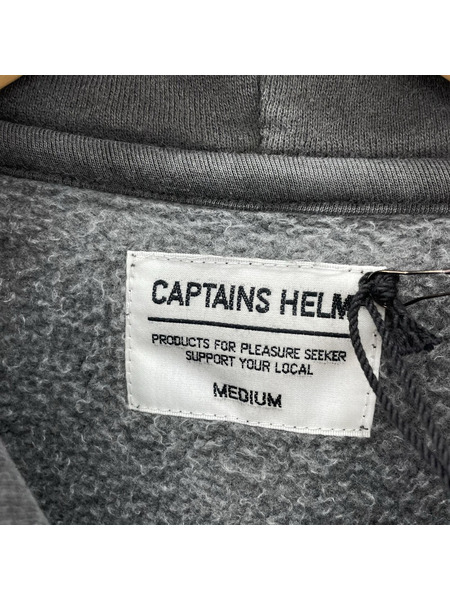 CAPTAINS HELM
PRODUCTS FOR PLEASURE SEEKER
SUPPORT YOUR LOCAL
MEDIUM